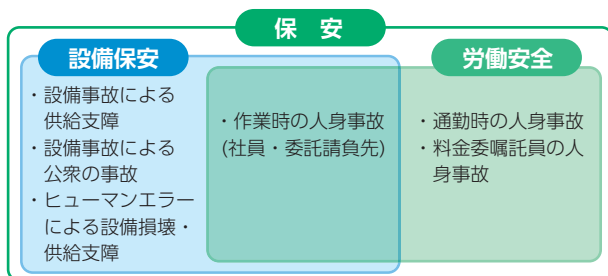 保 安
設備保安
・設備事故による
供給支障
・設備事故による
公衆の事故
・ヒューマンエラー
による設備損壊・
供給支障
・作業時の人身事故
(社員・委託請負先)
労働安全
・通勤時の人身事故
・料金委嘱託員の人
身事故